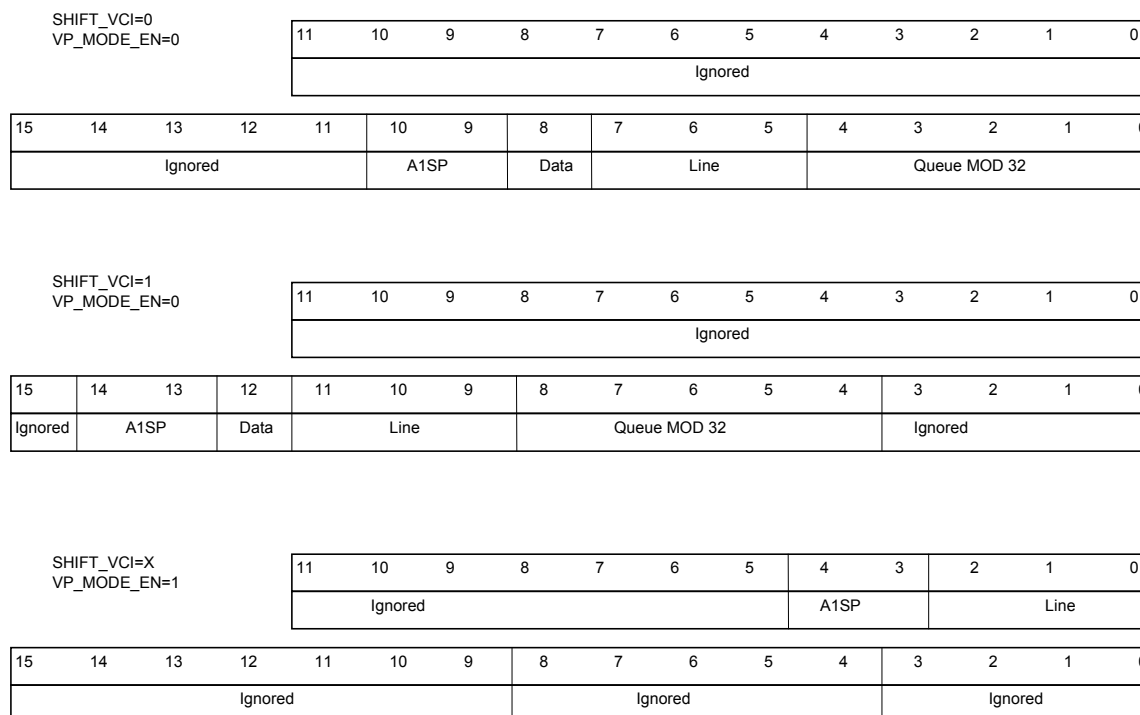 SHIFT_VCI=0
VP_MODE_EN=0
11 10 9 8 7 6 5 4 3 2 1 0
Ignored
15 14 13 12 11 10 9 8 7 6 5 4 3 2 1
Ignored A1SP Data Line Queue MOD 32
SHIFT_VCI=1
VP_MODE_EN=0
11 10 9 8 7 6 5 4 3 2 1 0
Ignored
15 14 13 12 11 10 9 8 7 6 5 4 3 2 1
Ignored A1SP Data Line Queue MOD 32 Ignored
SHIFT_VCI=X
VP_MODE_EN=1
11 10 9 8 7 6 5 4 3 2 1 0
Ignored A1SP Line
15 14 13 12 11 10 9 8 7 6 5 4 3 2 1
Ignored Ignored Ignored